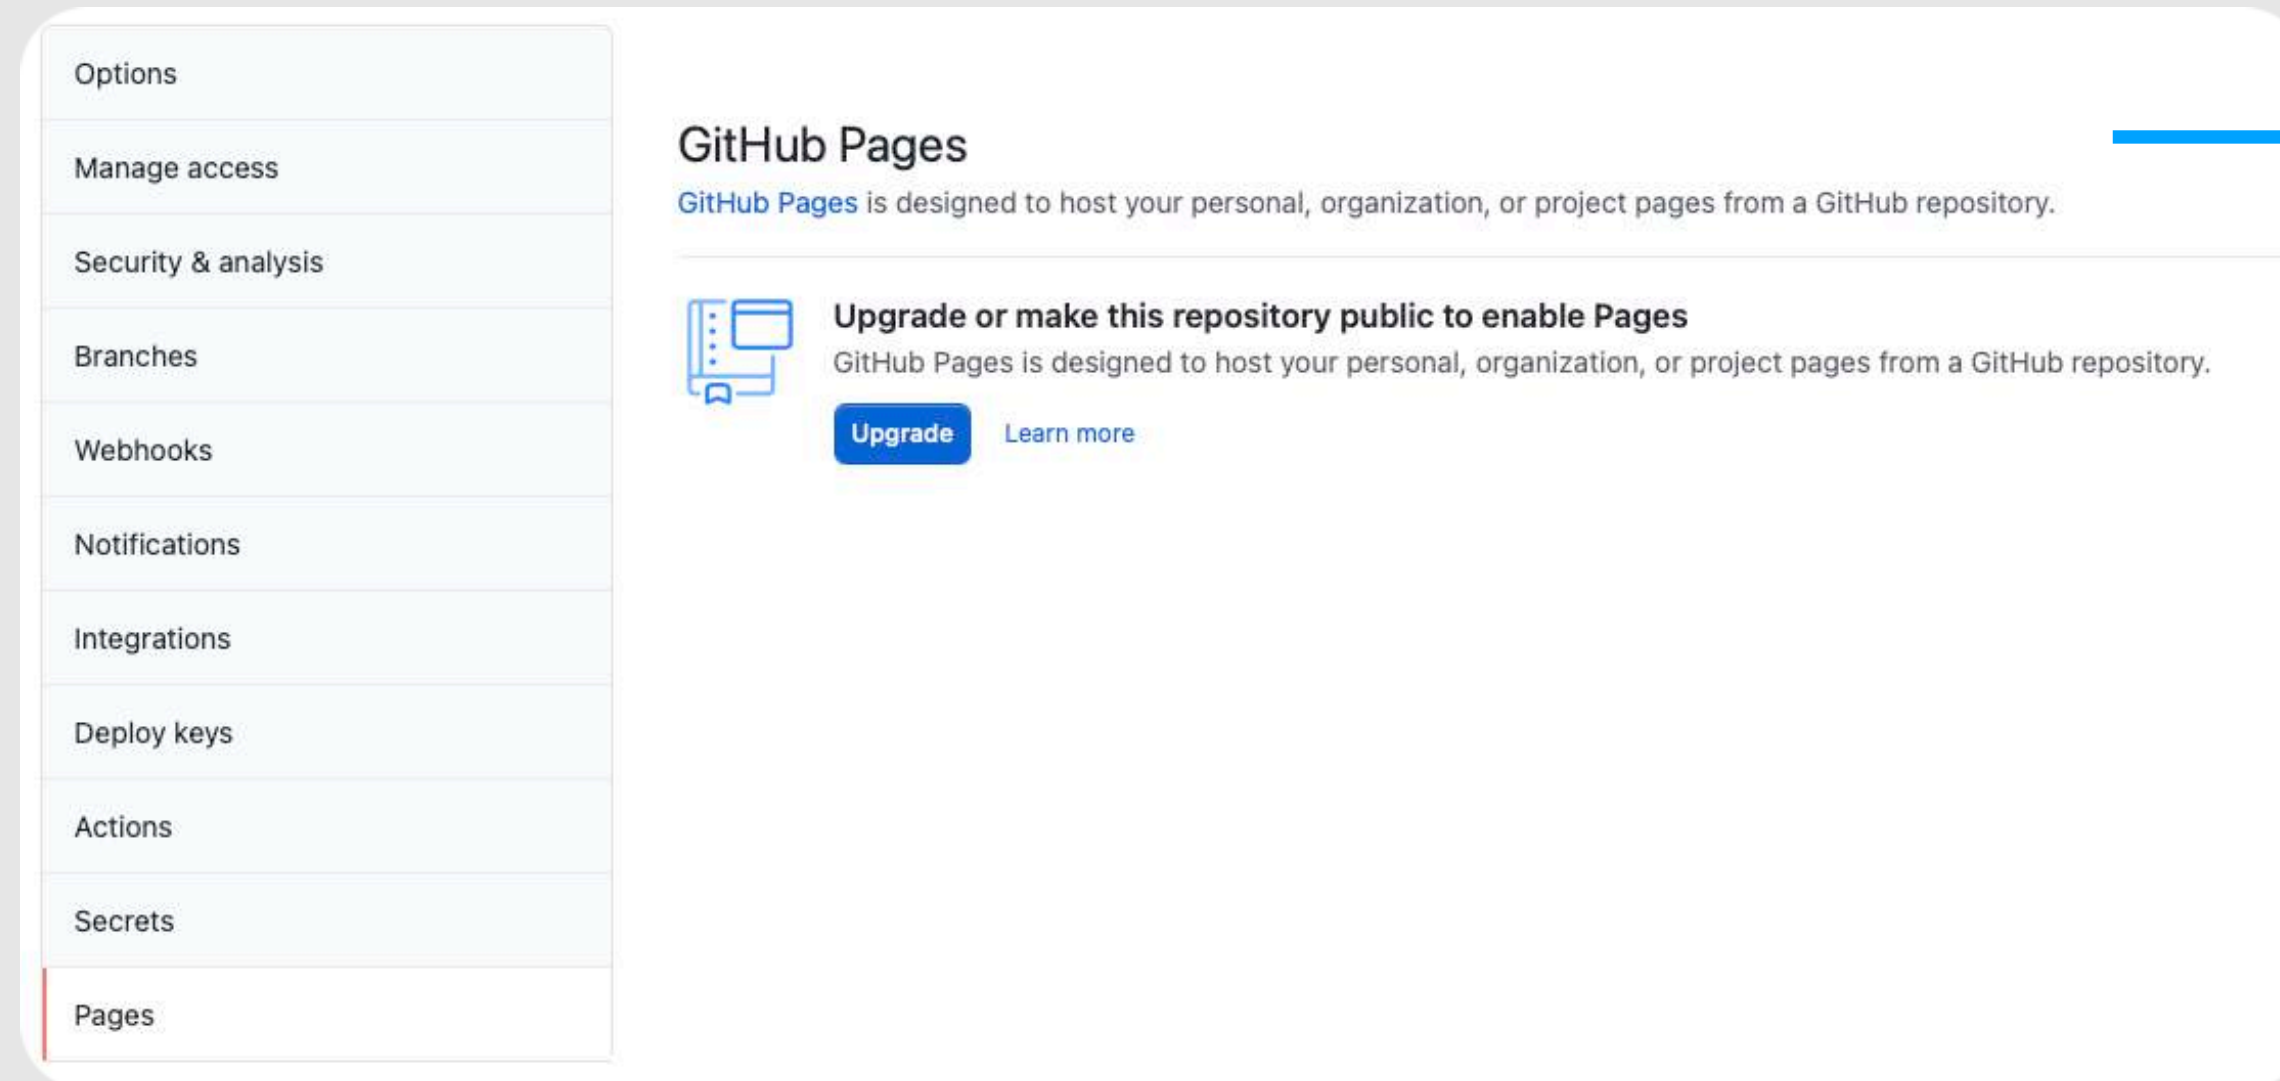 Options
Manage access
Security & analysis
Branches
Webhooks
Notifications
Integrations
Deploy keys
Actions
Secrets
Pages
GitHub Pages
GitHub Pages is designed to host your personal, organization, or project pages from a GitHub repository.
Upgrade or make this repository public to enable Pages
GitHub Pages is designed to host your personal, organization, or project pages from a GitHub repository.
Upgrade Learn more